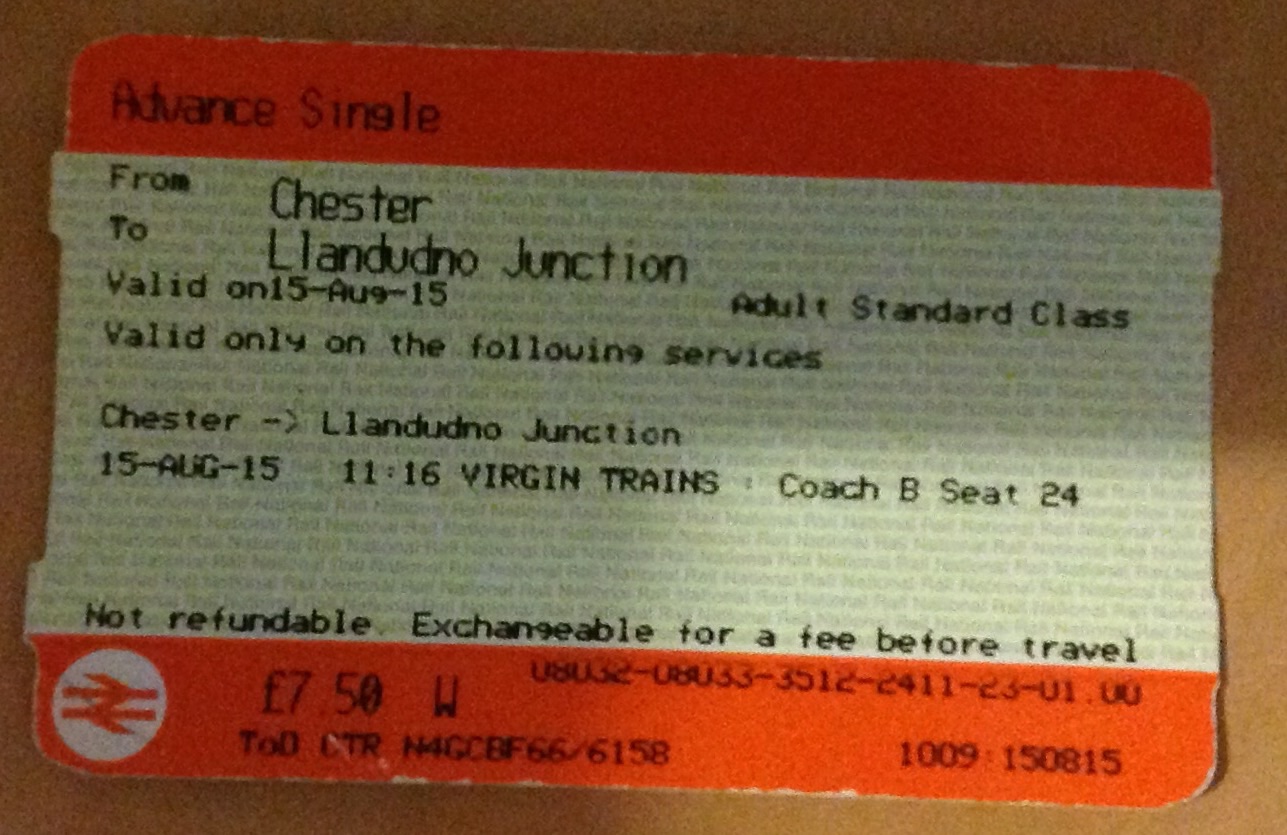 Advance Single
From Chester
To Llandudno Junction
Valid on15-Aug-15 Adult Standard Class
Valid only on the following services
Chester -> Llandudno Junction
15-AUG-15 11:16 VIRGIN TRAINS : Coach B Seat 24
Not refundable. Exchangeable for a fee before travel
£7.50 W 08032-08033-3512-2411-23-01.00
ToD CTR N4GCBF66/6158 1009 150815